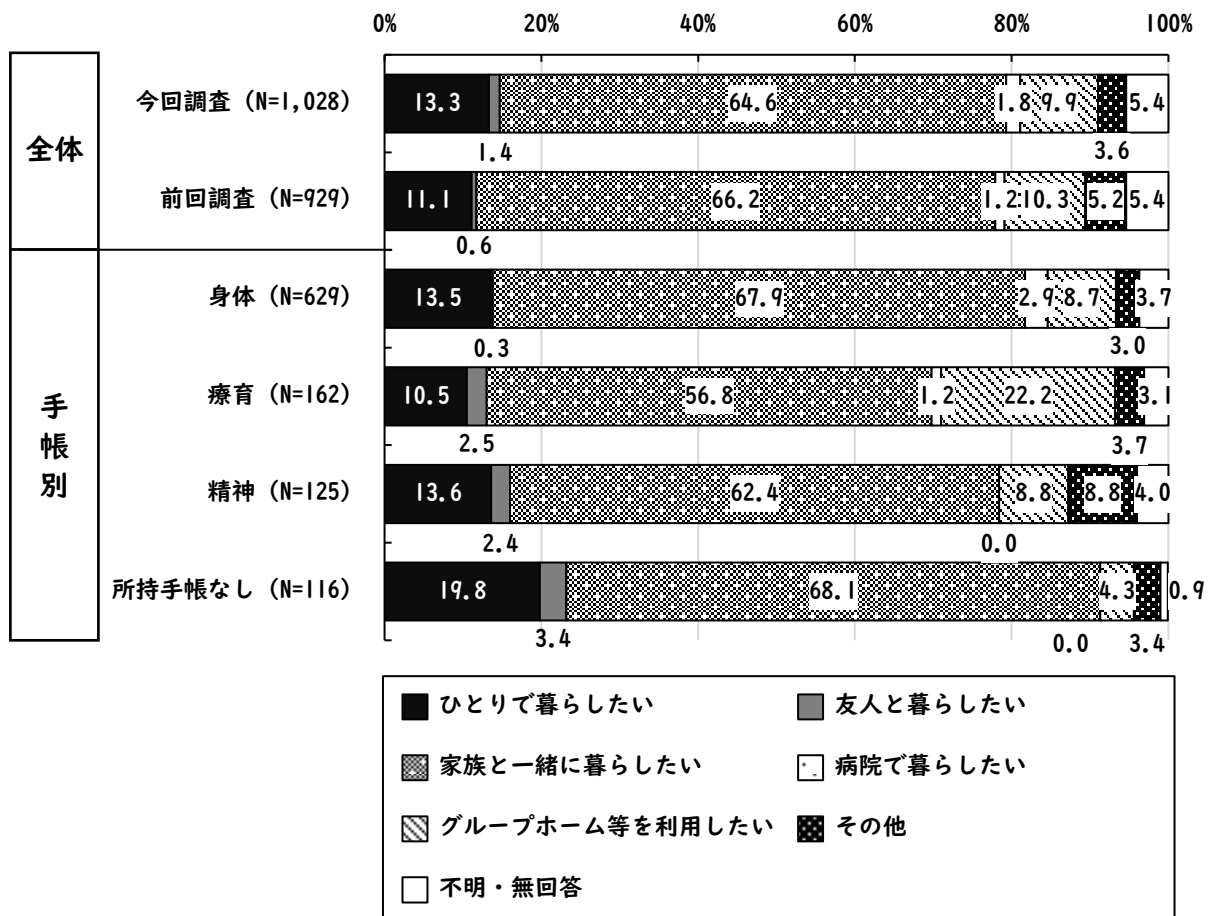 0% 20% 40% 60% 80% 100%
全体
今回調査 (N=1,028) 13.3 64.6 1.8 9.9 5.4
1.4 3.6
前回調査 (N=929) 11.1 66.2 1.2 10.3 5.2 5.4
0.6
手帳別
身体 (N=629) 13.5 67.9 2.9 8.7 3.7
0.3 3.0
療育 (N=162) 10.5 56.8 1.2 22.2 3.1
2.5 3.7
精神 (N=125) 13.6 62.4 8.8 8.8 4.0
2.4 0.0
所持手帳なし (N=116) 19.8 68.1 4.3 0.9
3.4 0.0 3.4
ひとりで暮らしたい 友人と暮らしたい
家族と一緒に暮らしたい 病院で暮らしたい
グループホーム等を利用したい その他
不明・無回答